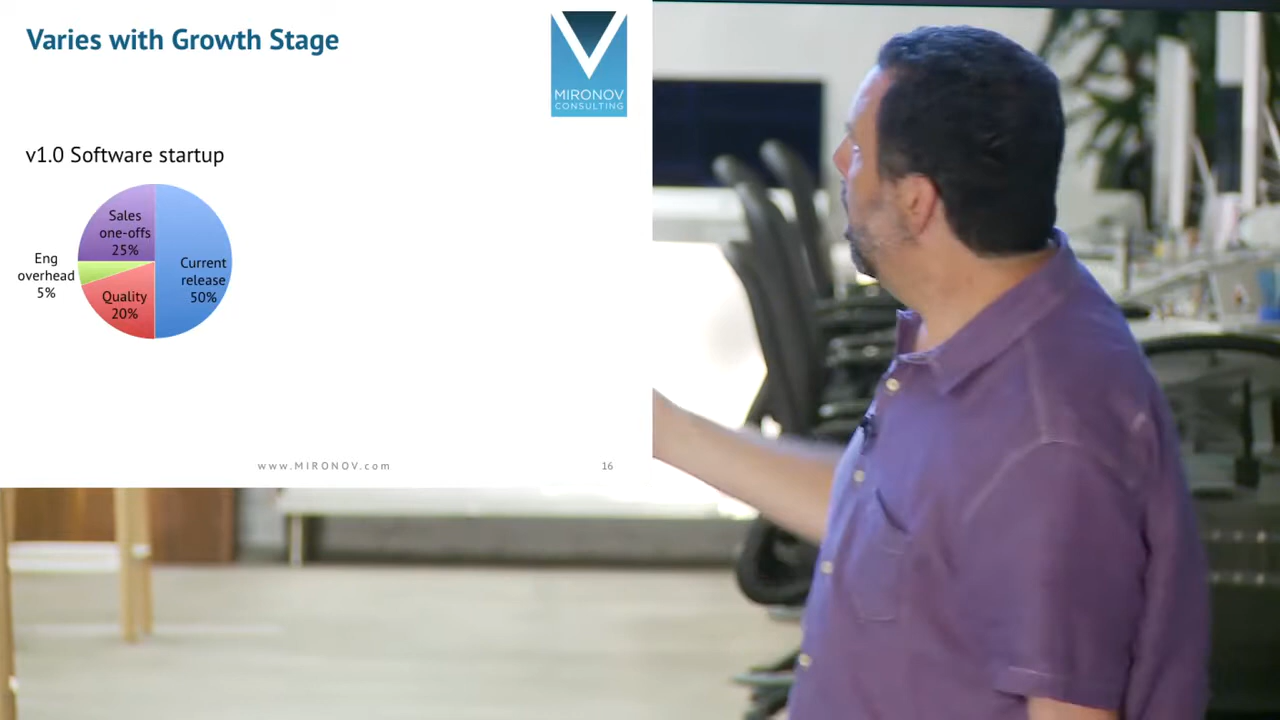 Varies with Growth Stage
MIRONOV
CONSULTING
v1.0 Software startup
Sales
one-offs
25%
Eng
overhead
5%
Current
release
50%
Quality
20%
www.MIRONOV.com
16